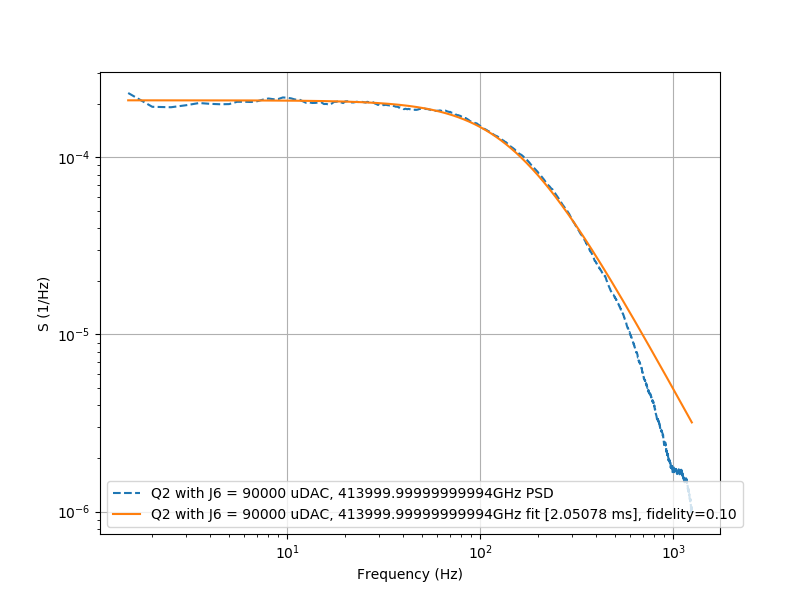 S (1/Hz)
10⁻⁴
10⁻⁵
10⁻⁶
Q2 with J6 = 90000 uDAC, 413999.99999999994GHz PSD
Q2 with J6 = 90000 uDAC, 413999.99999999994GHz fit [2.05078 ms], fidelity=0.10
10¹ 10² 10³
Frequency (Hz)